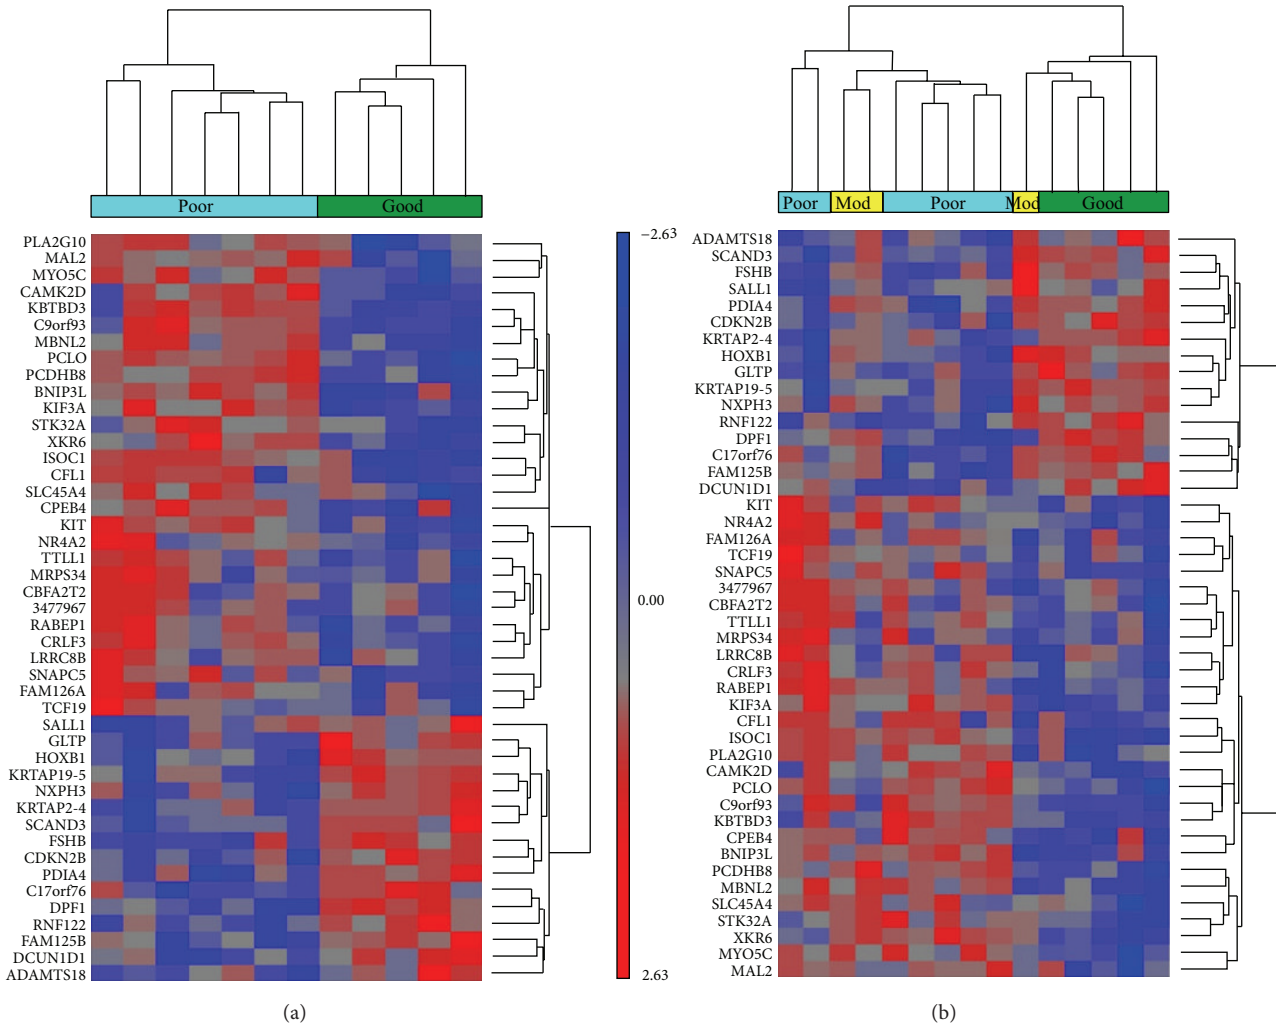 Poor Good
PLA2G10
MAL2
MYO5C
CAMK2D
KBTBD3
C9orf93
MBNL2
PCLO
PCDHB8
BNIP3L
KIF3A
STK32A
XKR6
ISOC1
CFL1
SLC45A4
CPEB4
KIT
NR4A2
TTLL1
MRPS34
CBFA2T2
3477967
RABEP1
CRLF3
LRRC8B
SNAPC5
FAM126A
TCF19
SALL1
GLTP
HOXB1
KRTAP19-5
NXPH3
KRTAP2-4
SCAND3
FSHB
CDKN2B
PDIA4
C17orf76
DPF1
RNF122
FAM125B
DCUN1D1
ADAMTS18
(a)
−2.63
0.00
2.63
Poor Mod Poor Mod Good
ADAMTS18
SCAND3
FSHB
SALL1
PDIA4
CDKN2B
KRTAP2-4
HOXB1
GLTP
KRTAP19-5
NXPH3
RNF122
DPF1
C17orf76
FAM125B
DCUN1D1
KIT
NR4A2
FAM126A
TCF19
SNAPC5
3477967
CBFA2T2
TTLL1
MRPS34
LRRC8B
CRLF3
RABEP1
KIF3A
CFL1
ISOC1
PLA2G10
CAMK2D
PCLO
C9orf93
KBTBD3
CPEB4
BNIP3L
PCDHB8
MBNL2
SLC45A4
STK32A
XKR6
MYO5C
MAL2
(b)